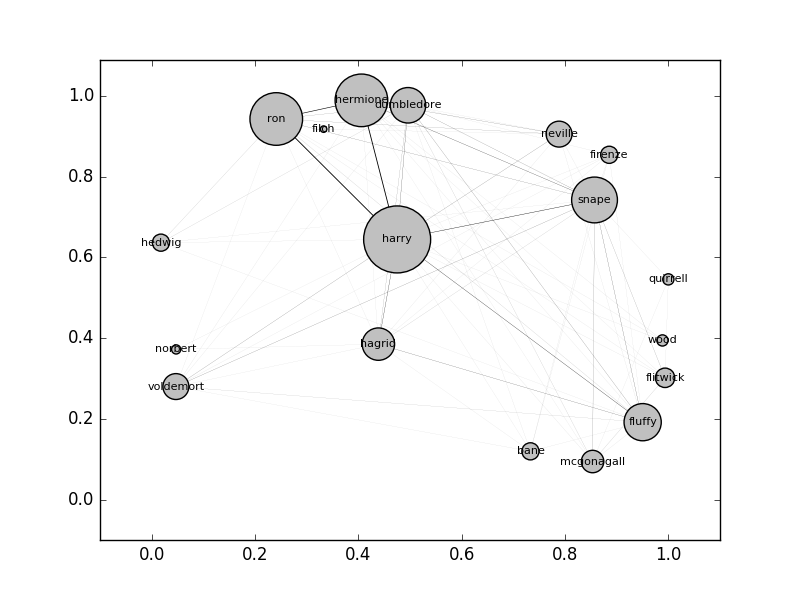 1.0
0.8
0.6
0.4
0.2
0.0
hermione
dumbledore
ron
filch
neville
firenze
snape
harry
hedwig
quirrell
wood
hagrid
norbert
flitwick
voldemort
fluffy
bane
mcgonagall
0.0 0.2 0.4 0.6 0.8 1.0